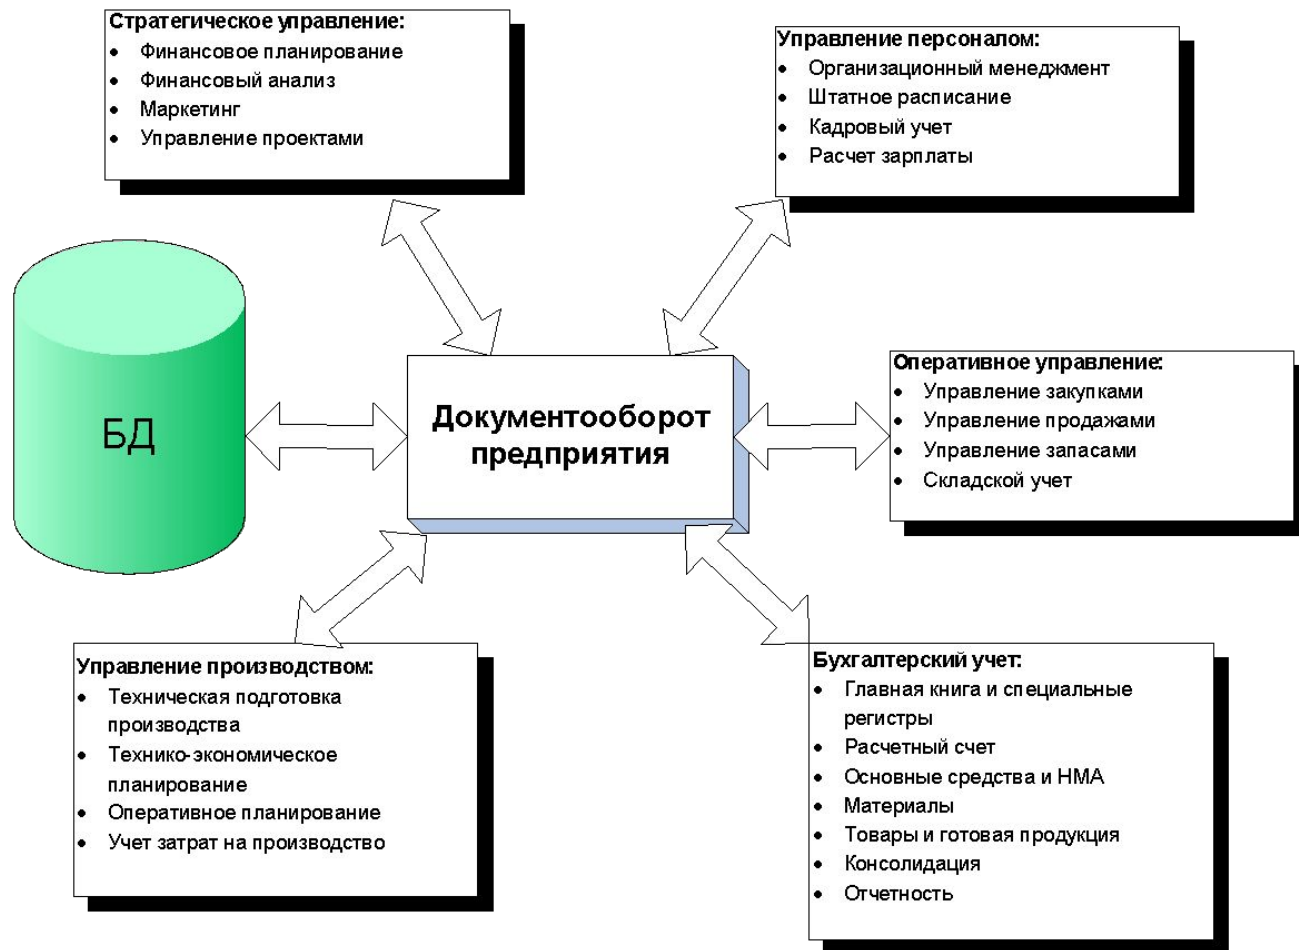 Стратегическое управление:
• Финансовое планирование
• Финансовый анализ
• Маркетинг
• Управление проектами
Управление персоналом:
• Организационный менеджмент
• Штатное расписание
• Кадровый учет
• Расчет зарплаты
БД
Документооборот
предприятия
Оперативное управление:
• Управление закупками
• Управление продажами
• Управление запасами
• Складской учет
Управление производством:
• Техническая подготовка
производства
• Технико-экономическое
планирование
• Оперативное планирование
• Учет затрат на производство
Бухгалтерский учет:
• Главная книга и специальные
регистры
• Расчетный счет
• Основные средства и НМА
• Материалы
• Товары и готовая продукция
• Консолидация
• Отчетность